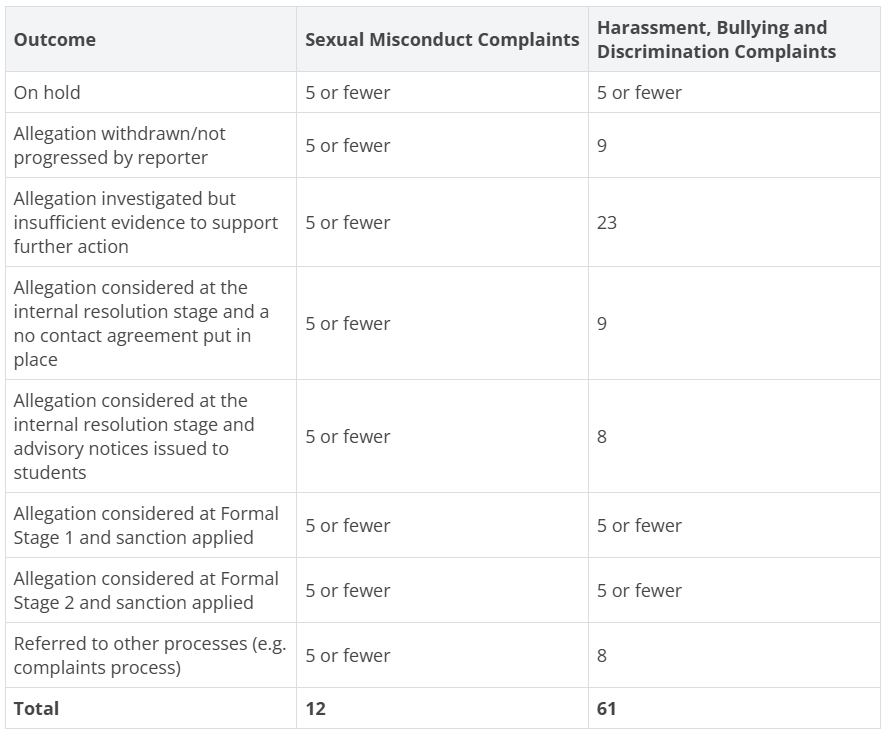 Outcome Sexual Misconduct Complaints Harassment, Bullying and
Discrimination Complaints
On hold 5 or fewer 5 or fewer
Allegation withdrawn/not
progressed by reporter 5 or fewer 9
Allegation investigated but
insufficient evidence to support 5 or fewer 23
further action
Allegation considered at the
internal resolution stage and a
no contact agreement put in 5 or fewer 9
place
Allegation considered at the
internal resolution stage and
advisory notices issued to 5 or fewer 8
students
Allegation considered at Formal
Stage 1 and sanction applied 5 or fewer 5 or fewer
Allegation considered at Formal
Stage 2 and sanction applied 5 or fewer 5 or fewer
Referred to other processes (e.g.
complaints process) 5 or fewer 8
Total 12 61